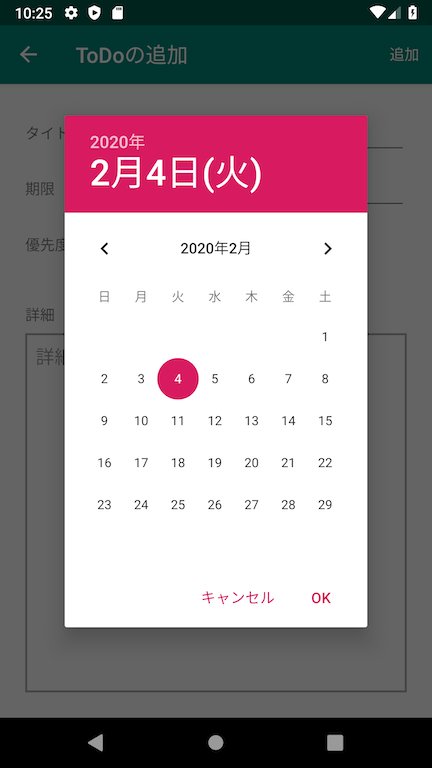 10:25
ToDoの追加
追加
タイト
期限
優先度
詳細
詳細
2020年
2月4日(火)
2020年2月
日 月 火 水 木 金 土
1
2 3 4 5 6 7 8
9 10 11 12 13 14 15
16 17 18 19 20 21 22
23 24 25 26 27 28 29
キャンセル OK